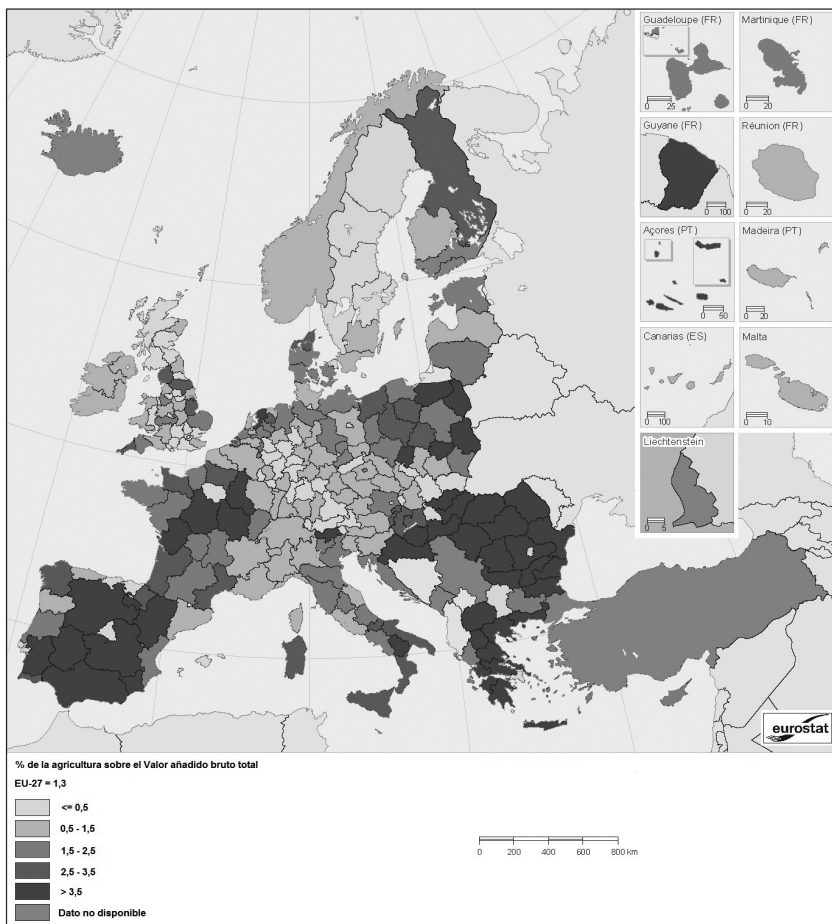 Guadeloupe (FR)
Martinique (FR)
0 25
0 20
Guyane (FR)
Réunion (FR)
0 100
0 20
Açores (PT)
Madeira (PT)
0 50
0 20
Canarias (ES)
Malta
0 100
0 10
Liechtenstein
0 5
eurostat
% de la agricultura sobre el Valor añadido bruto total
EU-27 = 1,3
<= 0,5
0,5 - 1,5
1,5 - 2,5
2,5 - 3,5
> 3,5
Dato no disponible
0 200 400 600 800 km